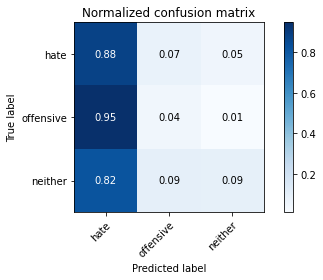 Normalized confusion matrix
True label
hate
offensive
neither
0.88 0.07 0.05
0.95 0.04 0.01
0.82 0.09 0.09
hate
offensive
neither
Predicted label
0.8
0.6
0.4
0.2